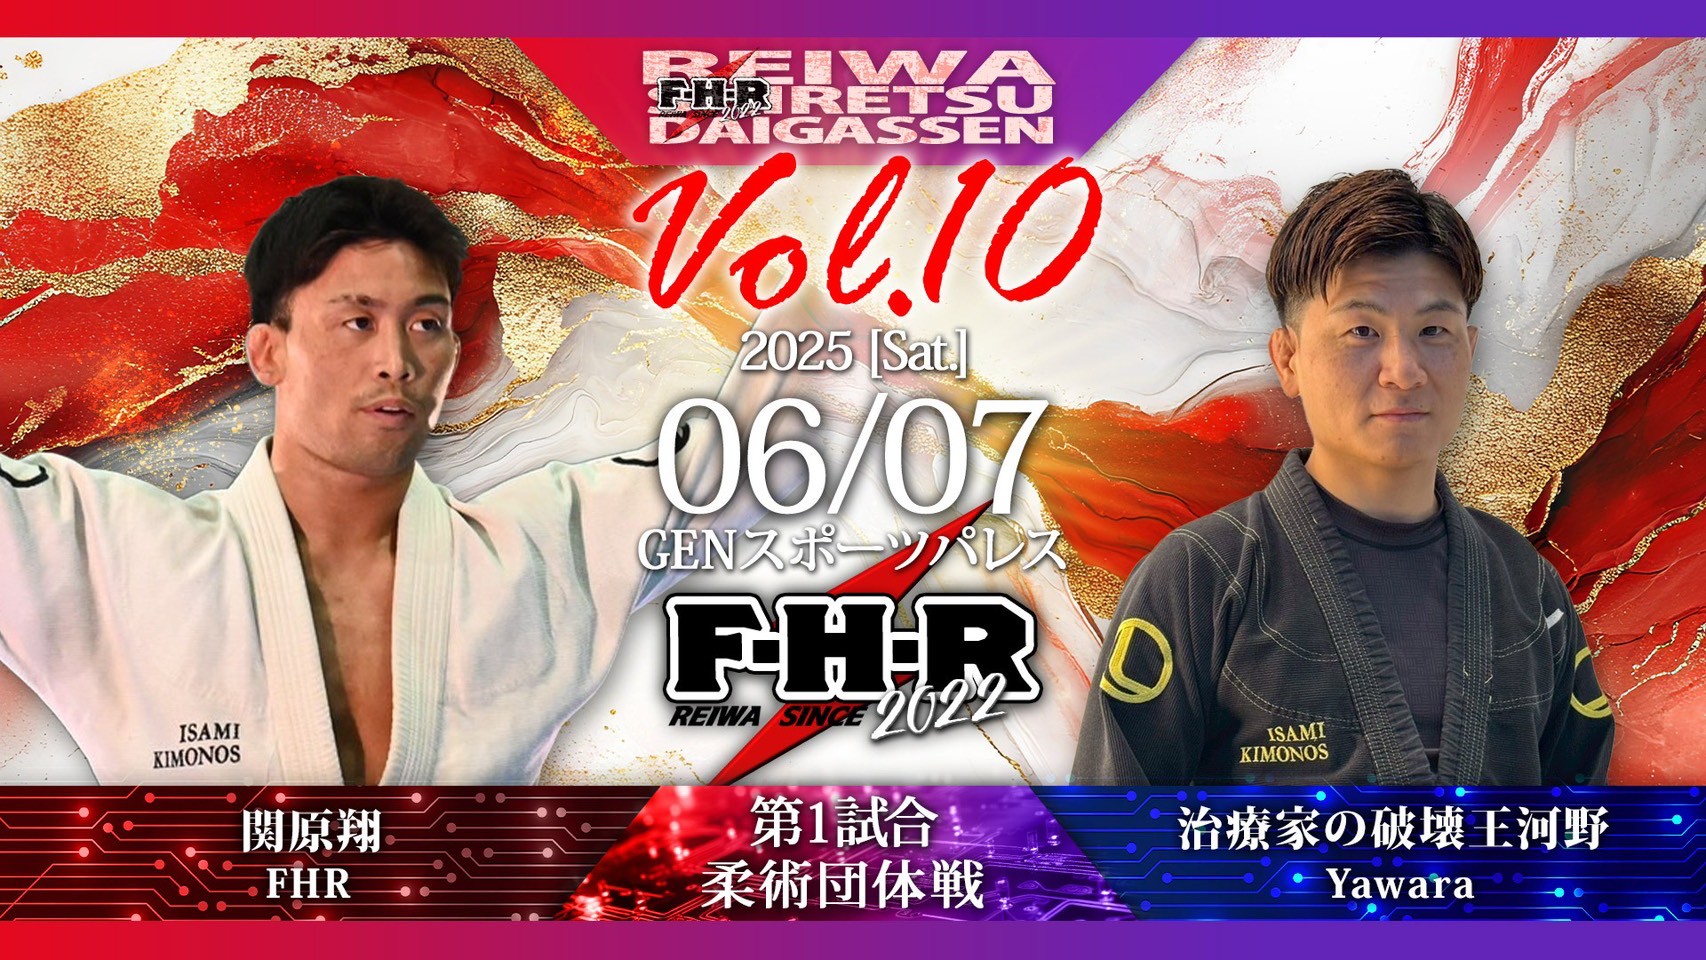 REIWA
F-H-R
REIWA SINCE 2022
DAIGASSEN
Vol.10
2025 [Sat.]
06/07
GENスポーツパレス
F-H-R
REIWA SINCE 2022
ISAMI
KIMONOS
ISAMI
KIMONOS
関原翔
FHR
第1試合
柔術団体戦
治療家の破壊王河野
Yawara